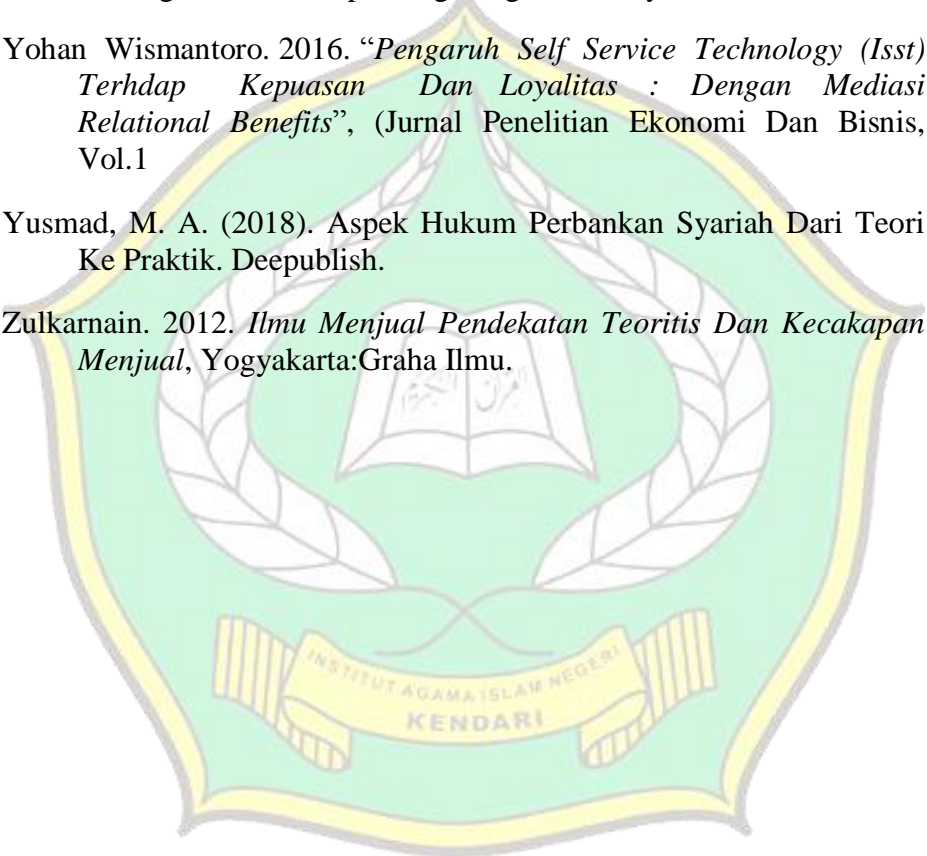 Yohan Wismantoro. 2016. “Pengaruh Self Service Technology (Isst)
Terhdap Kepuasan Dan Loyalitas : Dengan Mediasi
Relational Benefits”, (Jurnal Penelitian Ekonomi Dan Bisnis,
Vol.1
Yusmad, M. A. (2018). Aspek Hukum Perbankan Syariah Dari Teori
Ke Praktik. Deepublish.
Zulkarnain. 2012. Ilmu Menjual Pendekatan Teoritis Dan Kecakapan
Menjual, Yogyakarta:Graha Ilmu.
INSTITUT AGAMA ISLAM NEGERI
KENDARI